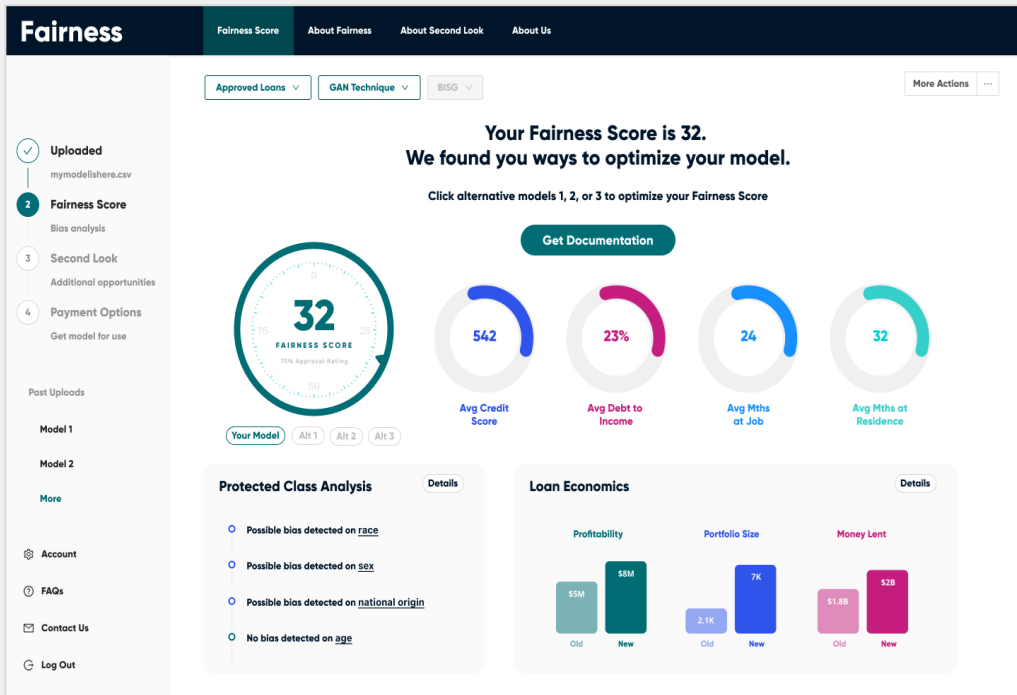 Fairness
Fairness Score
About Fairness
About Second Look
About Us
Approved Loans
GAN Technique
BISG
More Actions
...
Your Fairness Score is 32.
We found you ways to optimize your model.
Click alternative models 1, 2, or 3 to optimize your Fairness Score
Get Documentation
Uploaded
mymodelishere.csv
2
Fairness Score
Bias analysis
3
Second Look
Additional opportunities
4
Payment Options
Get model for use
Past Uploads
Model 1
Model 2
More
Account
FAQs
Contact Us
Log Out
0
75
32
25
FAIRNESS SCORE
75% Approval Rating
50
Your Model
Alt 1
Alt 2
Alt 3
542
Avg Credit
Score
23%
Avg Debt to
Income
24
Avg Mths
at Job
32
Avg Mths at
Residence
Protected Class Analysis
Details
Possible bias detected on race
Possible bias detected on sex
Possible bias detected on national origin
No bias detected on age
Loan Economics
Details
Profitability
$5M
$8M
Old
New
Portfolio Size
2.1K
7K
Old
New
Money Lent
$1.8B
$2B
Old
New